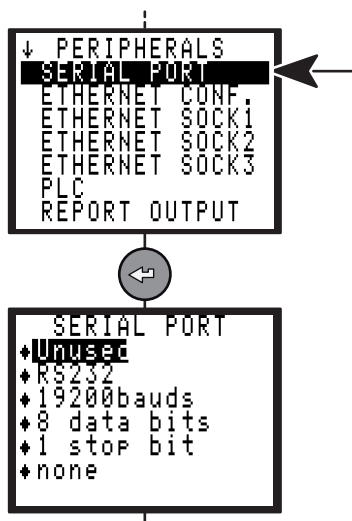 ↓ PERIPHERALS
SERIAL PORT
ETHERNET CONF.
ETHERNET SOCK1
ETHERNET SOCK2
ETHERNET SOCK3
PLC
REPORT OUTPUT
SERIAL PORT
♦Unused
♦RS232
♦19200bauds
♦8 data bits
♦1 stop bit
♦none